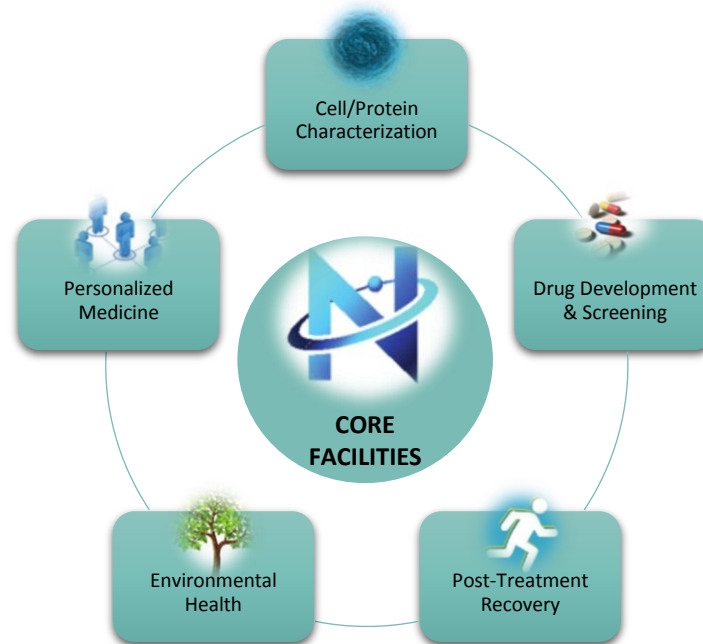 Cell/Protein
Characterization
Personalized
Medicine
Drug Development
& Screening
CORE
FACILITIES
Environmental
Health
Post-Treatment
Recovery